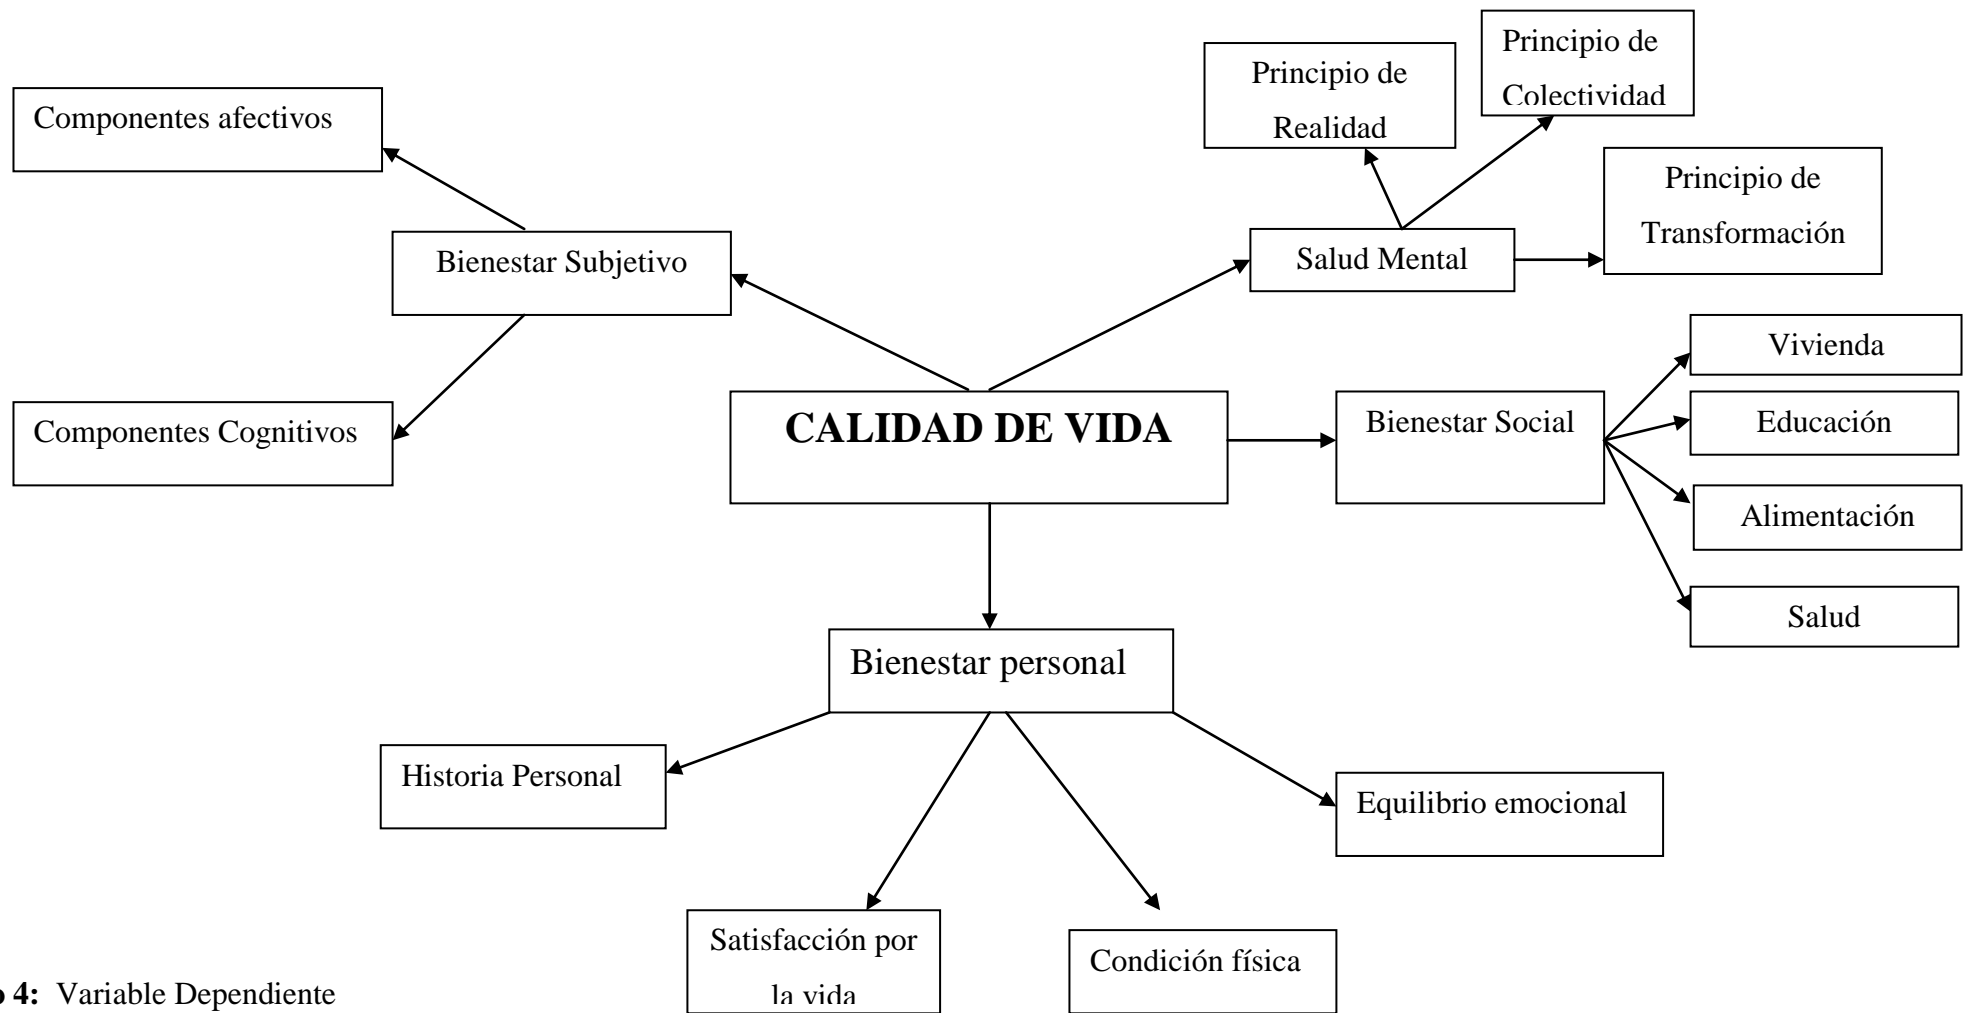 Principio de
Colectividad
Principio de
Realidad
Componentes afectivos
Principio de
Transformación
Bienestar Subjetivo
Salud Mental
Vivienda
CALIDAD DE VIDA
Bienestar Social
Educación
Componentes Cognitivos
Alimentación
Salud
Bienestar personal
Historia Personal
Equilibrio emocional
Satisfacción por
la vida
Condición física
o 4: Variable Dependiente